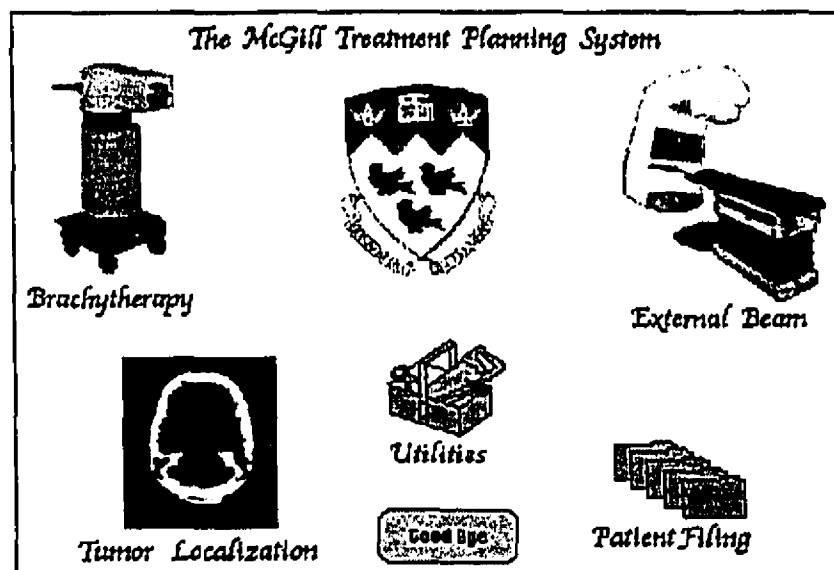 The McGill Treatment Planning System
Brachytherapy
External Beam
Utilities
Tumor Localization
Good Bye
Patient Filing